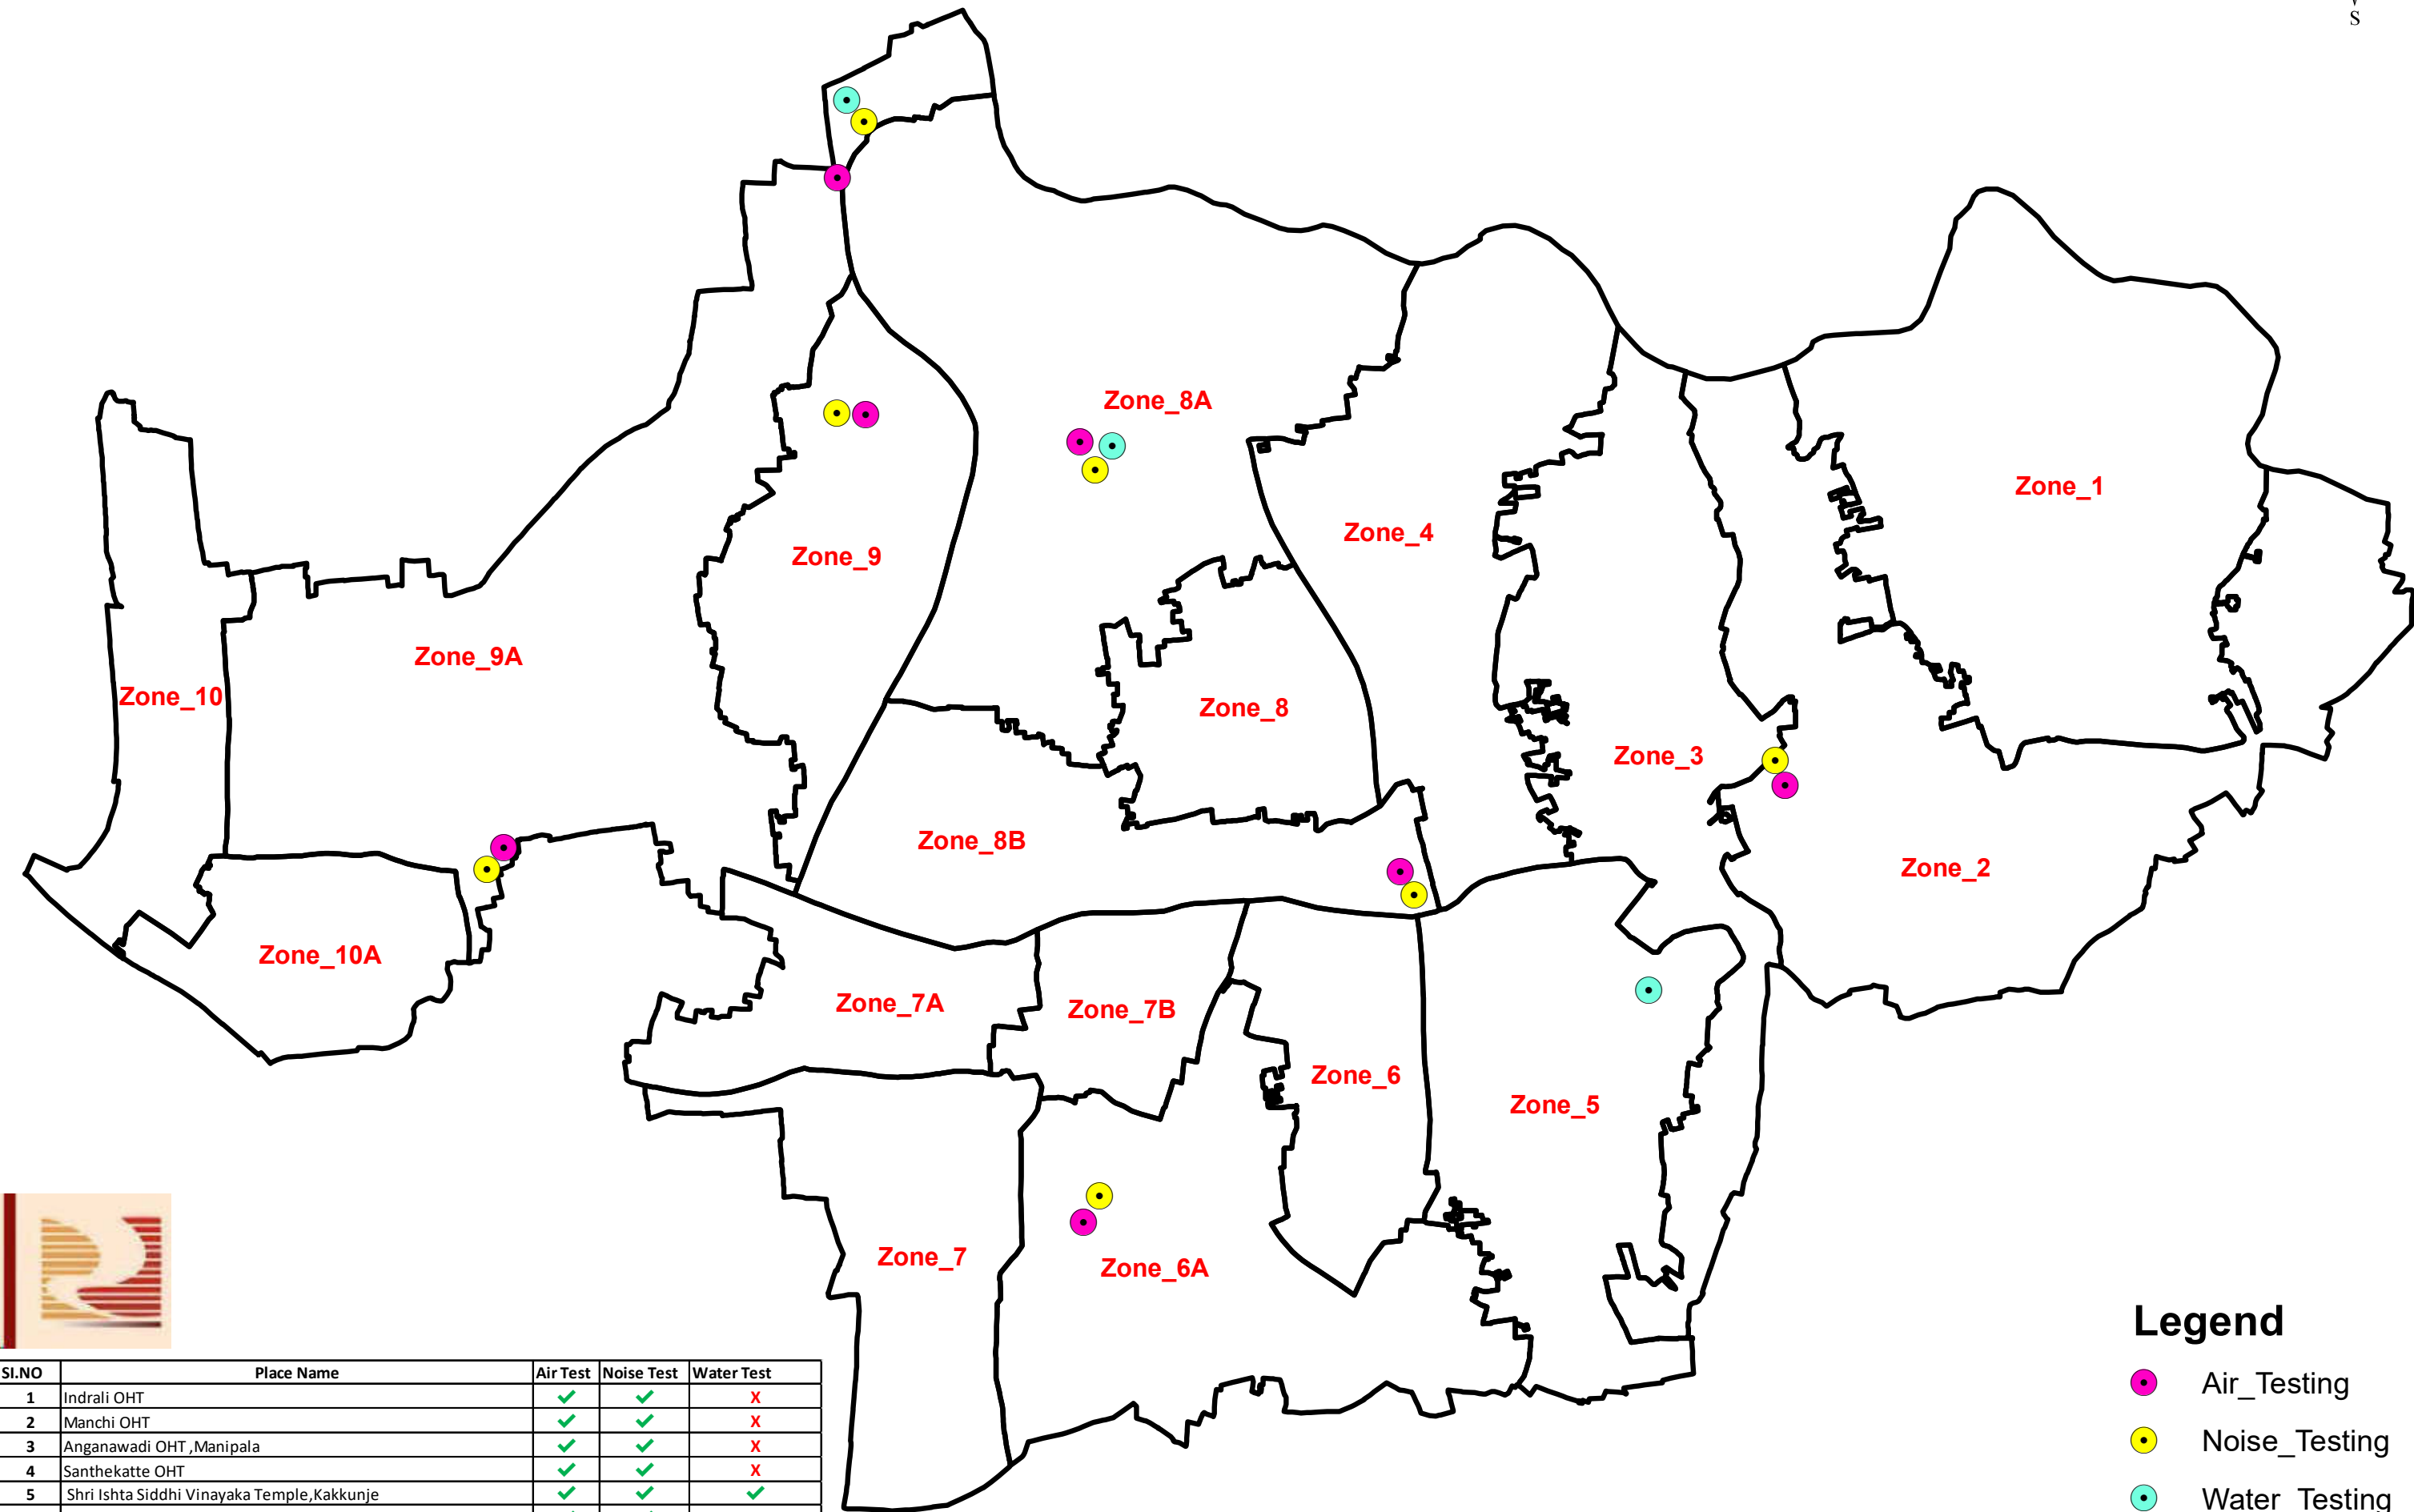 S
Zone_8A
Zone_1
Zone_4
Zone_9
Zone_9A
Zone_10
Zone_8
Zone_3
Zone_8B
Zone_2
Zone_10A
Zone_7A
Zone_7B
Zone_6
Zone_5
Zone_7
Zone_6A
Legend
Air_Testing
Noise_Testing
Water_Testing
SI.NO Place Name Air Test Noise Test Water Test
1 Indrali OHT ✓ ✓ X
2 Manchi OHT ✓ ✓ X
3 Anganawadi OHT ,Manipala ✓ ✓ X
4 Santhekatte OHT ✓ ✓ X
5 Shri Ishta Siddhi Vinayaka Temple,Kakkunje ✓ ✓ ✓